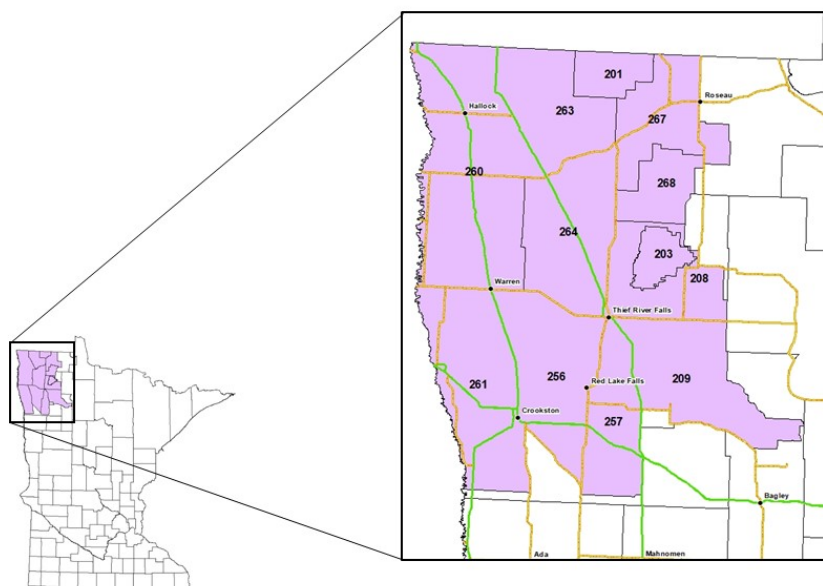 201
Roseau
Hallock
263
267
260
268
264
203
208
Warren
Thief River Falls
256
Red Lake Falls
261
209
Crookston
257
Bagley
Ada
Mahnomen